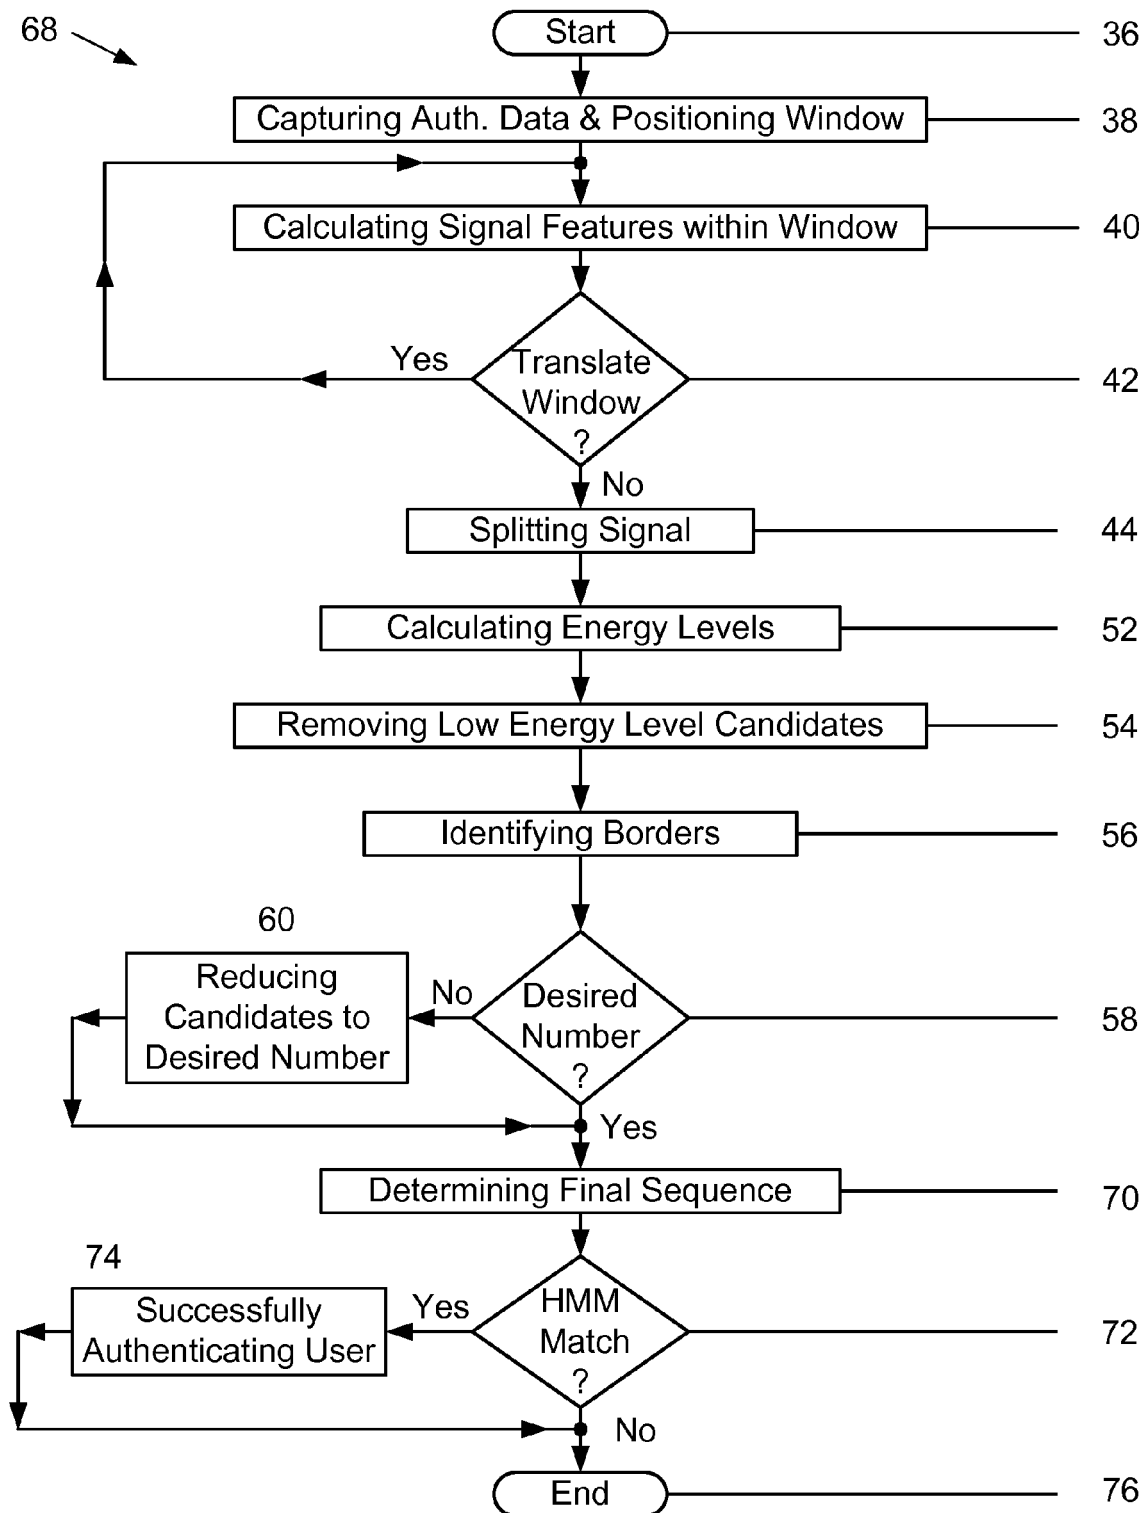 68
Start
36
Capturing Auth. Data & Positioning Window
38
Calculating Signal Features within Window
40
Yes
Translate
Window
?
42
No
Splitting Signal
44
Calculating Energy Levels
52
Removing Low Energy Level Candidates
54
Identifying Borders
56
60
Reducing
Candidates to
Desired Number
No
Desired
Number
?
58
Yes
Determining Final Sequence
70
74
Successfully
Authenticating User
Yes
HMM
Match
?
72
No
End
76